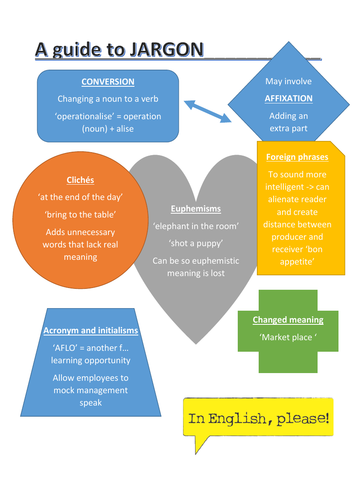 A guide to JARGON
CONVERSION
Changing a noun to a verb
‘operationalise’ = operation
(noun) + alise
May involve
AFFIXATION
Adding an
extra part
Clichés
‘at the end of the day’
‘bring to the table’
Adds unnecessary
words that lack real
meaning
Euphemisms
‘elephant in the room’
‘shot a puppy’
Can be so euphemistic
meaning is lost
Foreign phrases
To sound more
intelligent -> can
alienate reader
and create
distance between
producer and
receiver ‘bon
appetite’
Changed meaning
‘Market place ‘
Acronym and initialisms
‘AFLO’ = another f…
learning opportunity
Allow employees to
mock management
speak
In English, please!